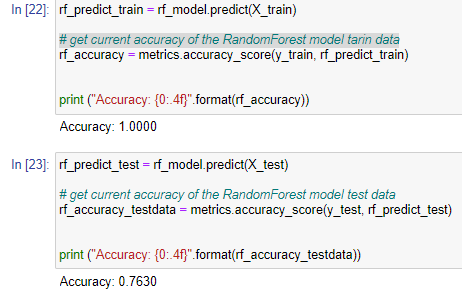 In [22]: rf_predict_train = rf_model.predict(X_train)
# get current accuracy of the RandomForest model tarin data
rf_accuracy = metrics.accuracy_score(y_train, rf_predict_train)
print ("Accuracy: {0:.4f}".format(rf_accuracy))
Accuracy: 1.0000
In [23]: rf_predict_test = rf_model.predict(X_test)
# get current accuracy of the RandomForest model test data
rf_accuracy_testdata = metrics.accuracy_score(y_test, rf_predict_test)
print ("Accuracy: {0:.4f}".format(rf_accuracy_testdata))
Accuracy: 0.7630